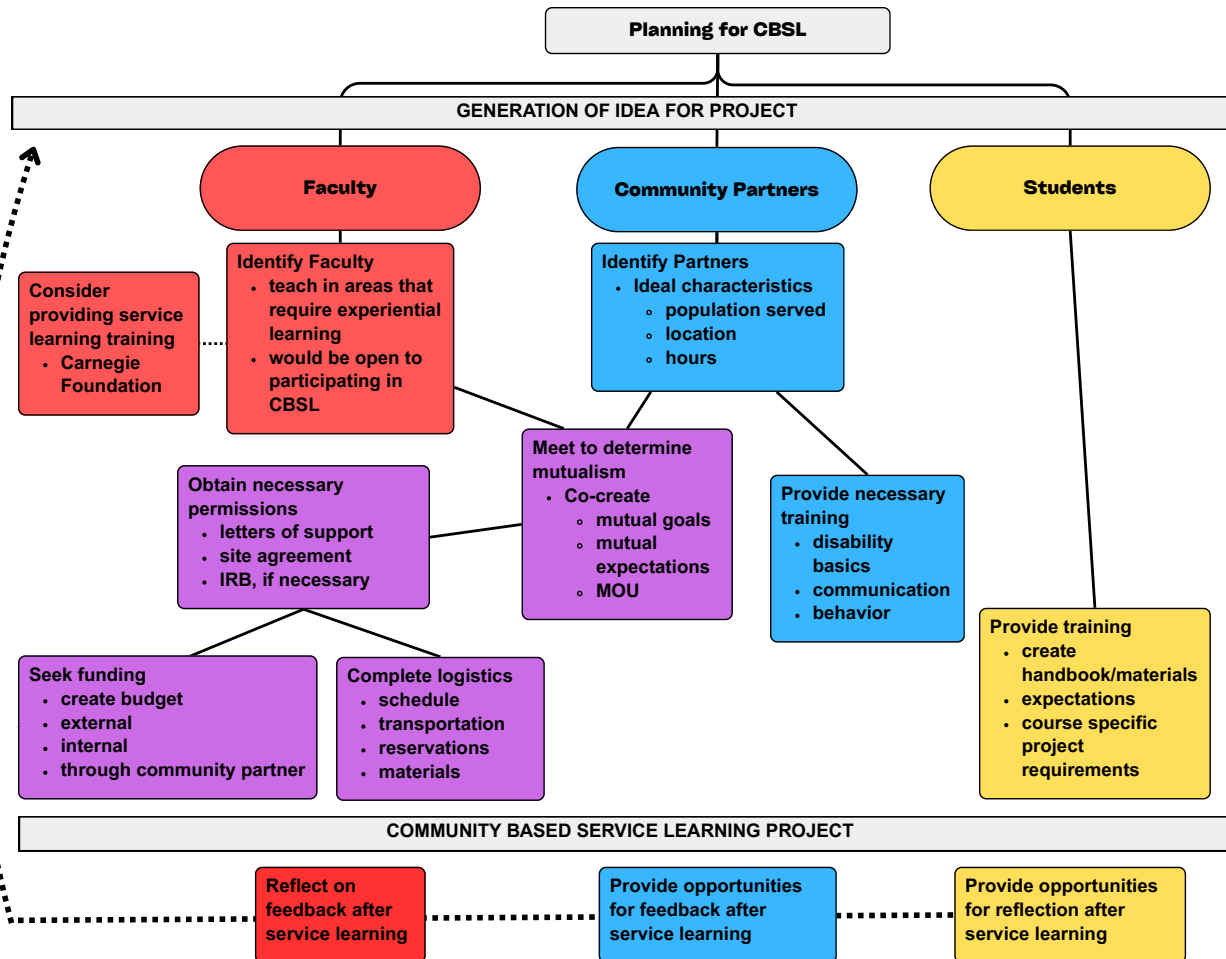 Planning for CBSL
GENERATION OF IDEA FOR PROJECT
Faculty
Community Partners
Students
Identify Faculty
• teach in areas that
require experiential
learning
• would be open to
participating in
CBSL
Consider
providing service
learning training
• Carnegie
Foundation
Identify Partners
• Ideal characteristics
◦ population served
◦ location
◦ hours
Meet to determine
mutualism
• Co-create
◦ mutual goals
◦ mutual
expectations
◦ MOU
Obtain necessary
permissions
• letters of support
• site agreement
• IRB, if necessary
Provide necessary
training
• disability
basics
• communication
• behavior
Provide training
• create
handbook/materials
• expectations
• course specific
project
requirements
Seek funding
• create budget
• external
• internal
• through community partner
Complete logistics
• schedule
• transportation
• reservations
• materials
COMMUNITY BASED SERVICE LEARNING PROJECT
Reflect on
feedback after
service learning
Provide opportunities
for feedback after
service learning
Provide opportunities
for reflection after
service learning